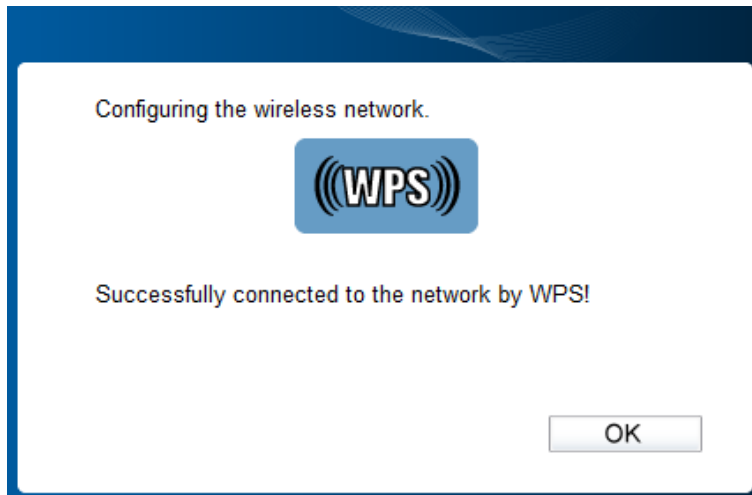 Configuring the wireless network.
WPS
Successfully connected to the network by WPS!
OK